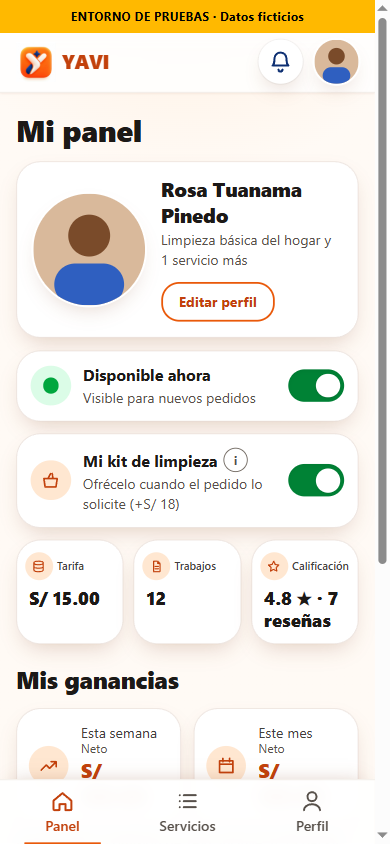 ENTORNO DE PRUEBAS · Datos ficticios
YAVI
Mi panel
Rosa Tuanama
Pinedo
Limpieza básica del hogar y
1 servicio más
Editar perfil
Disponible ahora
Visible para nuevos pedidos
Mi kit de limpieza i
Ofrécelo cuando el pedido lo
solicite (+S/ 18)
Tarifa
S/ 15.00
Trabajos
12
Calificación
4.8 ★ · 7
reseñas
Mis ganancias
Esta semana
Neto
S/
Este mes
Neto
S/
Panel
Servicios
Perfil